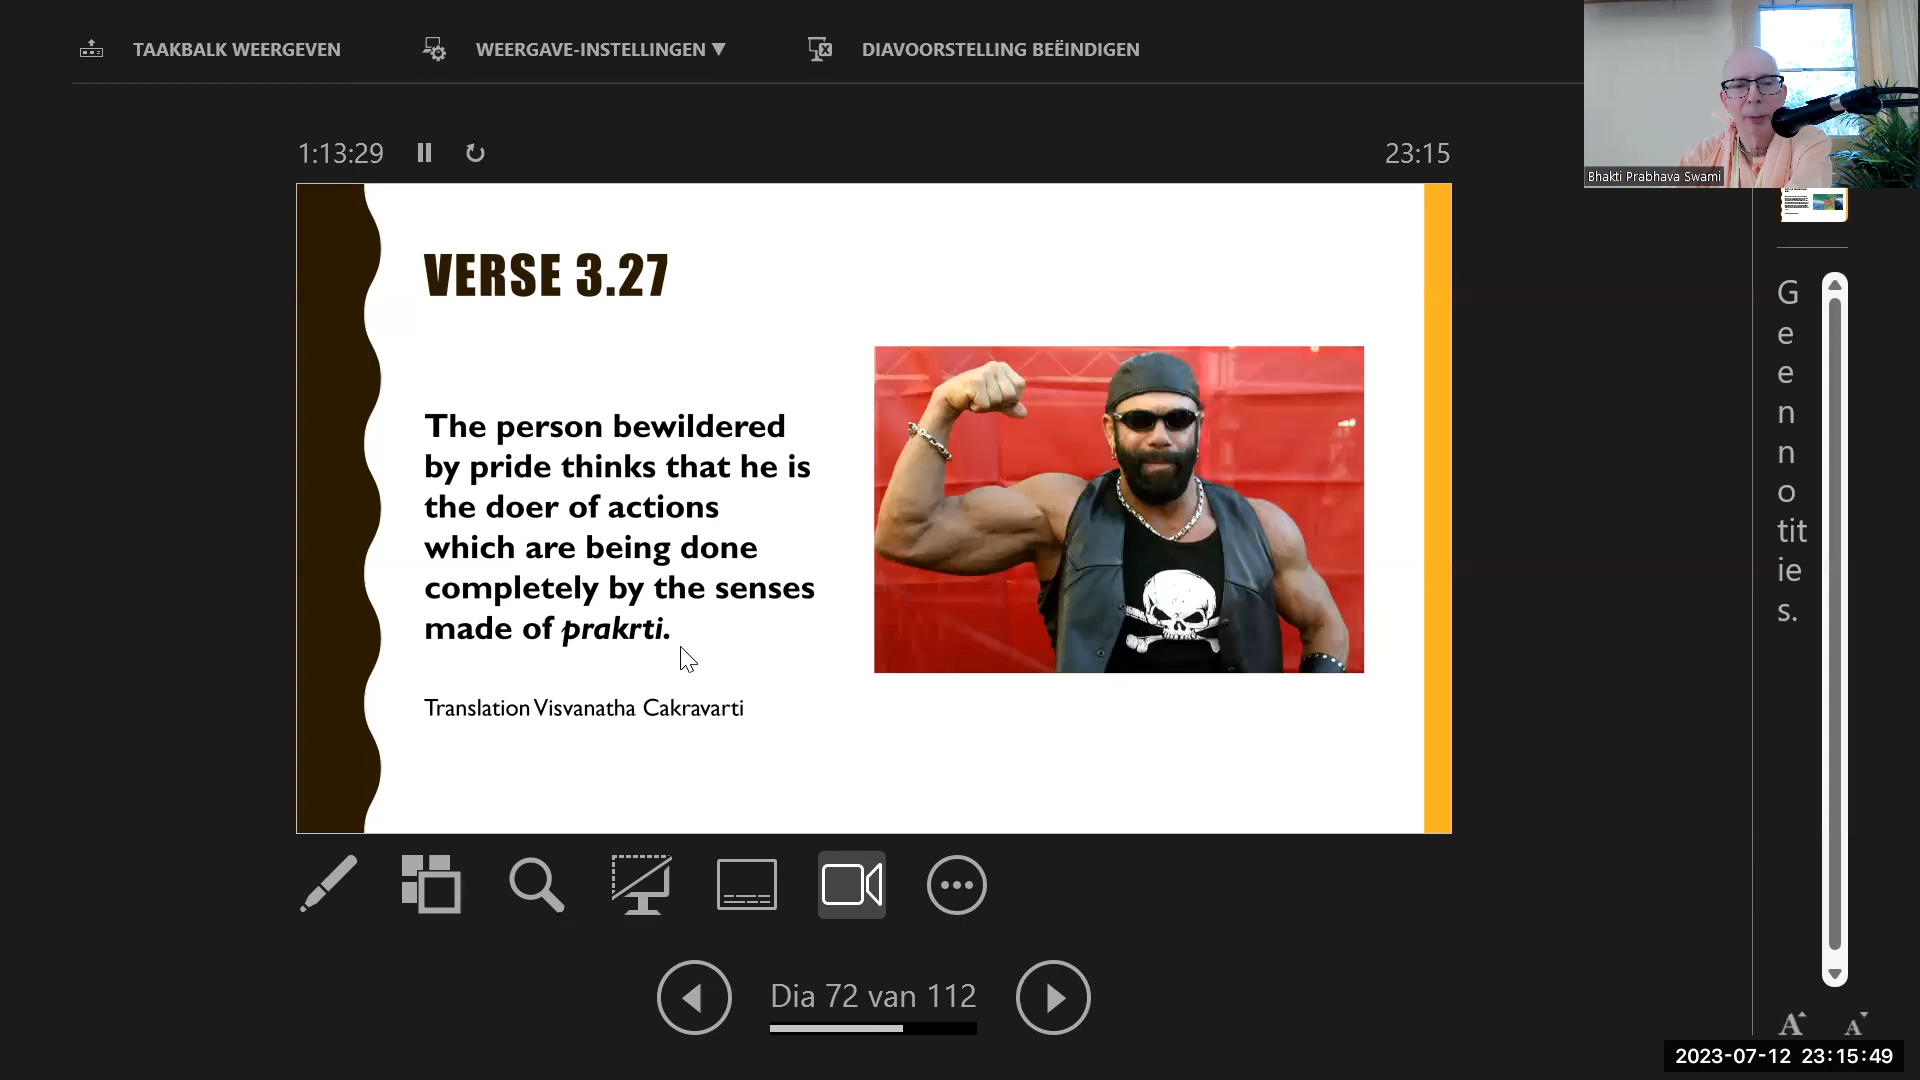 TAAKBALK WEERGEVEN
WEERGAVE-INSTELLINGEN ▼
DIAVOORSTELLING BEËINDIGEN
Bhakti Prabhava Swami
1:13:29
23:15
VERSE 3.27
The person bewildered
by pride thinks that he is
the doer of actions
which are being done
completely by the senses
made of prakrti.
Translation Visvanatha Cakravarti
G
e
e
n
n
o
tit
ie
s.
Dia 72 van 112
A A
2023-07-12 23:15:49